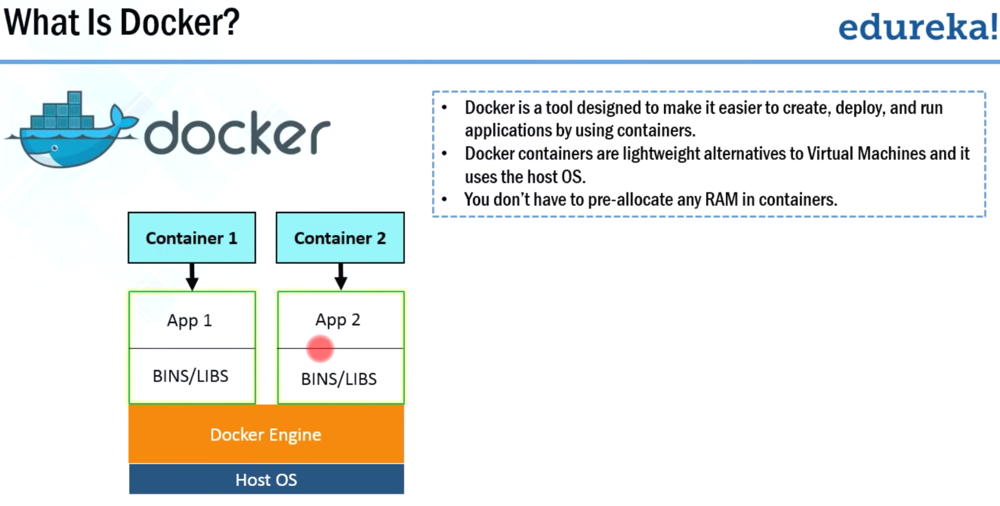 What Is Docker?
edureka!
docker
• Docker is a tool designed to make it easier to create, deploy, and run
applications by using containers.
• Docker containers are lightweight alternatives to Virtual Machines and it
uses the host OS.
• You don’t have to pre-allocate any RAM in containers.
Container 1
Container 2
App 1
App 2
BINS/LIBS
BINS/LIBS
Docker Engine
Host OS